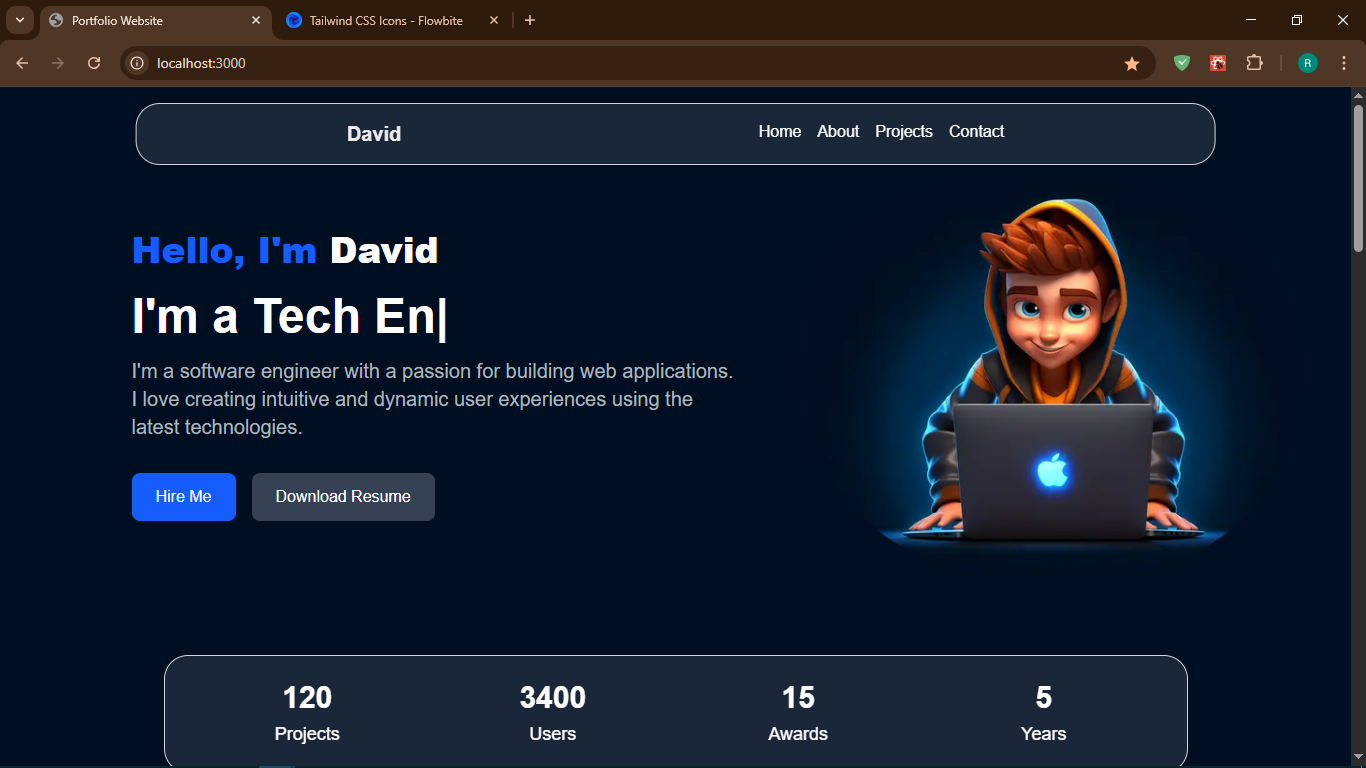 Portfolio Website
Tailwind CSS Icons - Flowbite
localhost:3000
R
David
Home About Projects Contact
Hello, I'm David
I'm a Tech En|
I'm a software engineer with a passion for building web applications.
I love creating intuitive and dynamic user experiences using the
latest technologies.
Hire Me
Download Resume
120 3400 15 5
Projects Users Awards Years